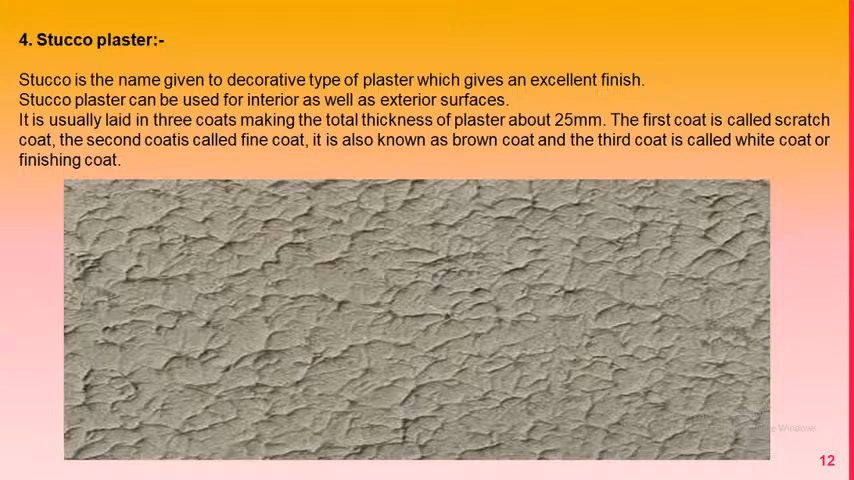 4. Stucco plaster:-
Stucco is the name given to decorative type of plaster which gives an excellent finish.
Stucco plaster can be used for interior as well as exterior surfaces.
It is usually laid in three coats making the total thickness of plaster about 25mm. The first coat is called scratch
coat, the second coatis called fine coat, it is also known as brown coat and the third coat is called white coat or
finishing coat.
e Windows.
12